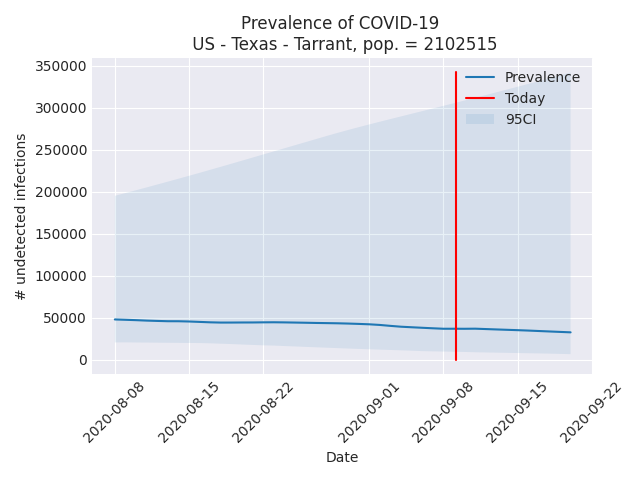 Prevalence of COVID-19
US - Texas - Tarrant, pop. = 2102515
350000
300000
250000
200000
150000
100000
50000
0
# undetected infections
Prevalence
Today
95CI
2020-08-08
2020-08-15
2020-08-22
2020-09-01
2020-09-08
2020-09-15
2020-09-22
Date